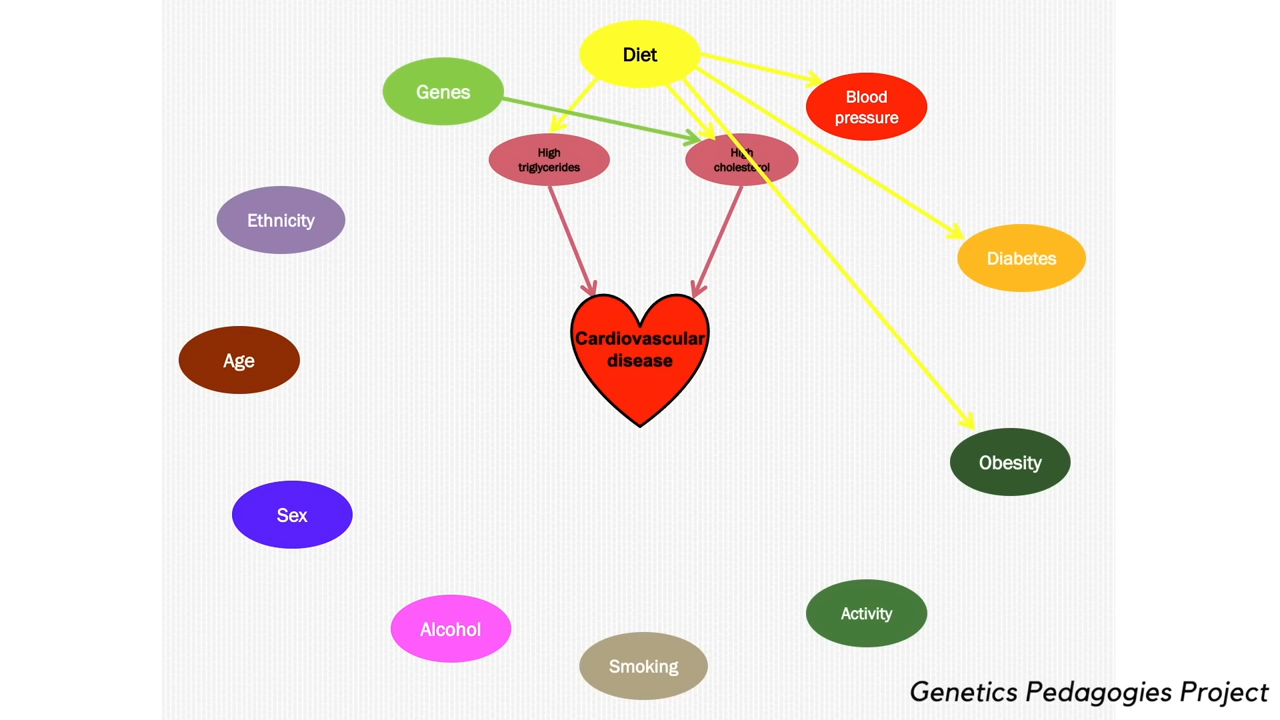 Diet
Genes
Blood
pressure
High
triglycerides
High
cholesterol
Ethnicity
Diabetes
Cardiovascular
disease
Age
Obesity
Sex
Activity
Alcohol
Smoking
Genetics Pedagogies Project